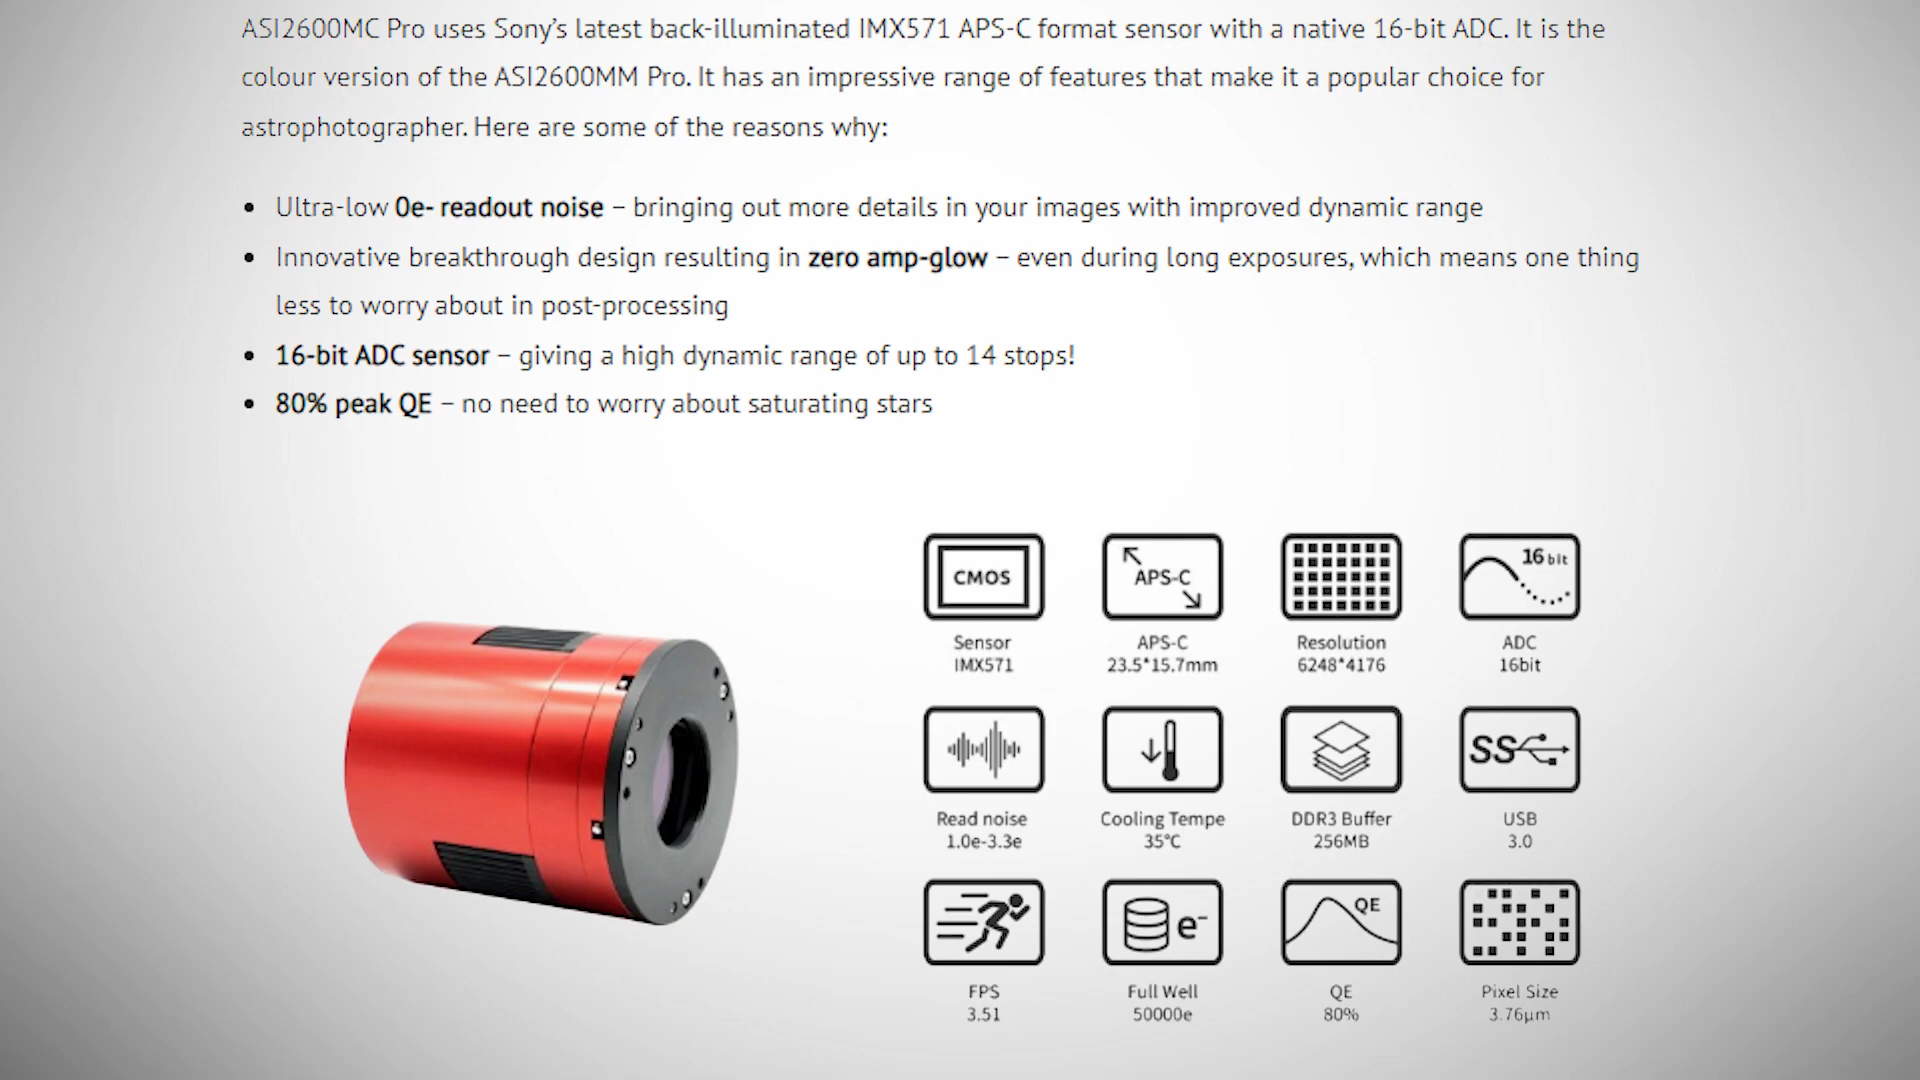 ASI2600MC Pro uses Sony's latest back-illuminated IMX571 APS-C format sensor with a native 16-bit ADC. It is the
colour version of the ASI2600MM Pro. It has an impressive range of features that make it a popular choice for
astrophotographer. Here are some of the reasons why:
• Ultra-low 0e- readout noise – bringing out more details in your images with improved dynamic range
• Innovative breakthrough design resulting in zero amp-glow – even during long exposures, which means one thing
less to worry about in post-processing
• 16-bit ADC sensor – giving a high dynamic range of up to 14 stops!
• 80% peak QE – no need to worry about saturating stars
CMOS
APS-C
16 bit
Sensor
IMX571
APS-C
23.5*15.7mm
Resolution
6248*4176
ADC
16bit
SS
Read noise
1.0e-3.3e
Cooling Tempe
35°C
DDR3 Buffer
256MB
USB
3.0
e-
QE
FPS
3.51
Full Well
50000e
QE
80%
Pixel Size
3.76µm